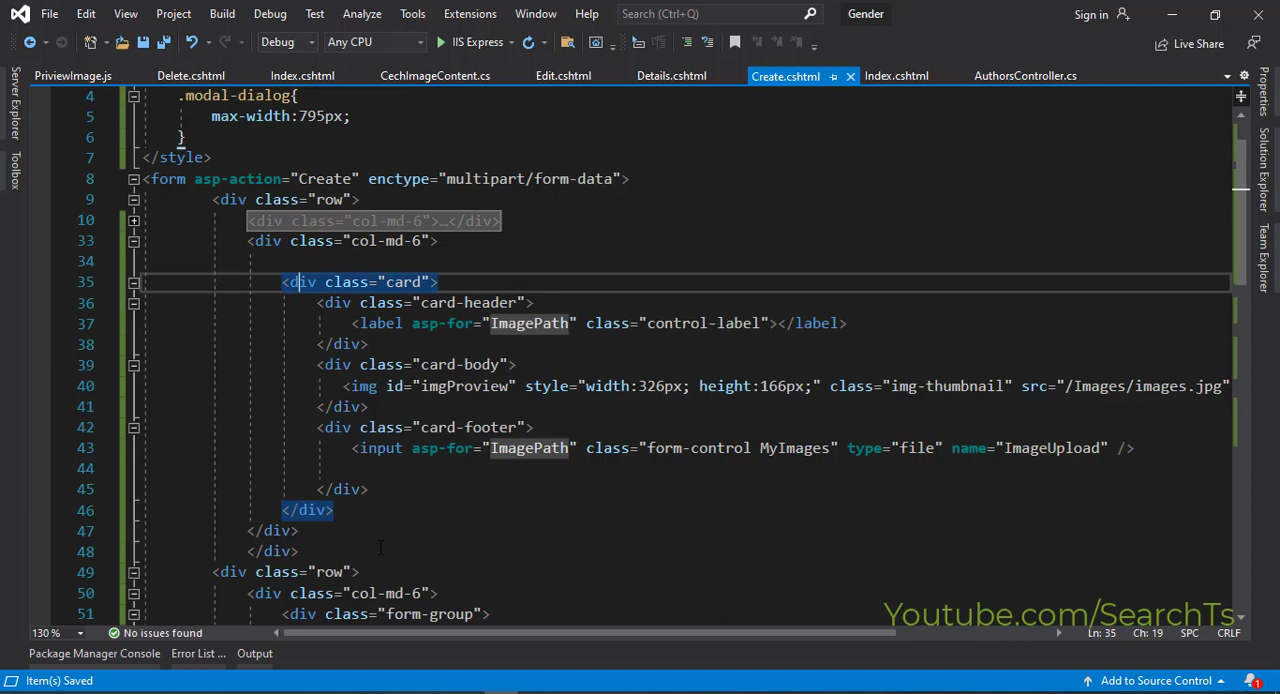 File Edit View Project Build Debug Test Analyze Tools Extensions Window Help Search (Ctrl+Q) Gender Sign in
Debug Any CPU IIS Express Live Share
PriviewImage.js Delete.cshtml Index.cshtml CechImageContent.cs Edit.cshtml Details.cshtml Create.cshtml Index.cshtml AuthorsController.cs
Server Explorer
Toolbox
Properties
Solution Explorer
Team Explorer
4 .modal-dialog{
5 max-width:795px;
6 }
7 </style>
8 <form asp-action="Create" enctype="multipart/form-data">
9 <div class="row">
10 <div class="col-md-6">...</div>
33 <div class="col-md-6">
34
35 <div class="card">
36 <div class="card-header">
37 <label asp-for="ImagePath" class="control-label"></label>
38 </div>
39 <div class="card-body">
40 <img id="imgProview" style="width:326px; height:166px;" class="img-thumbnail" src="/Images/images.jpg"
41 </div>
42 <div class="card-footer">
43 <input asp-for="ImagePath" class="form-control MyImages" type="file" name="ImageUpload" />
44
45 </div>
46 </div>
47 </div>
48 </div>
49 <div class="row">
50 <div class="col-md-6">
51 <div class="form-group">
Youtube.com/SearchTs
130 % No issues found Ln: 35 Ch: 19 SPC CRLF
Package Manager Console Error List ... Output
Item(s) Saved Add to Source Control 1